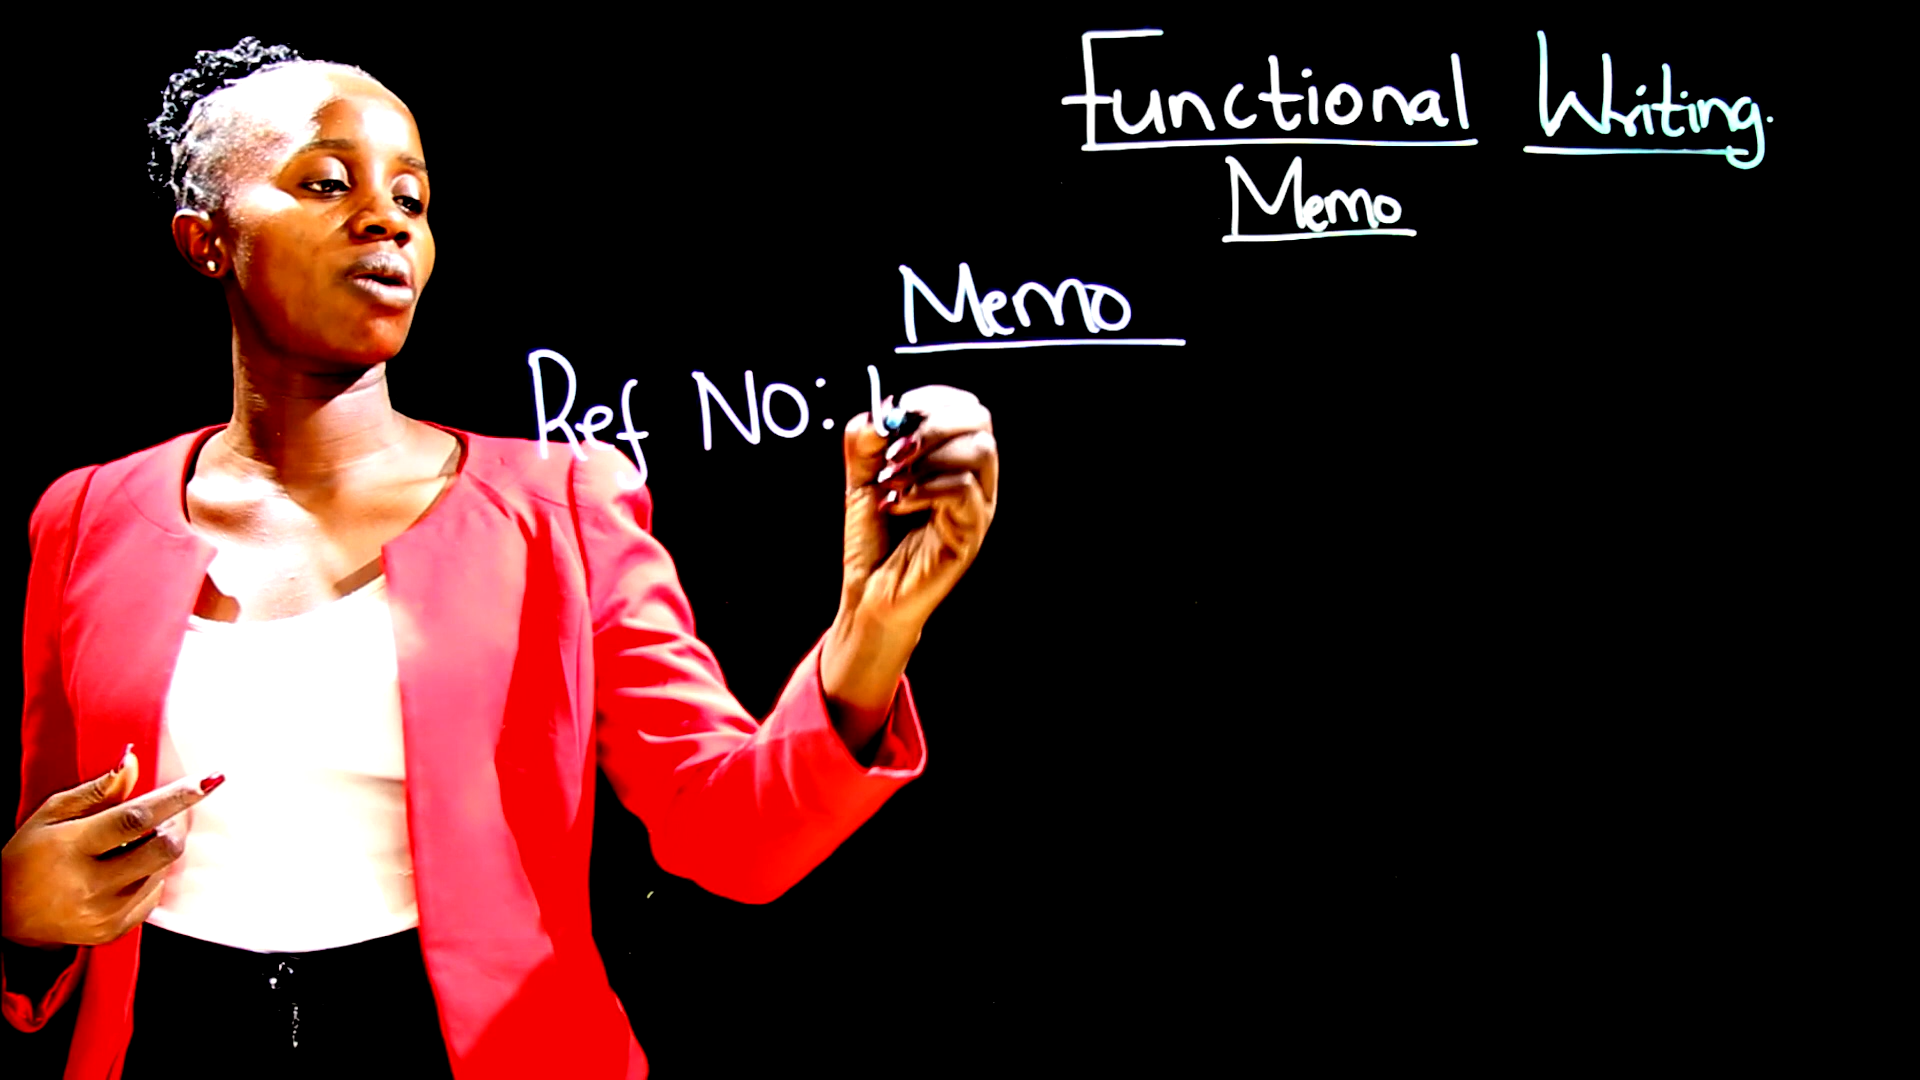 Functional Writing.
Memo
Memo
Ref NO: